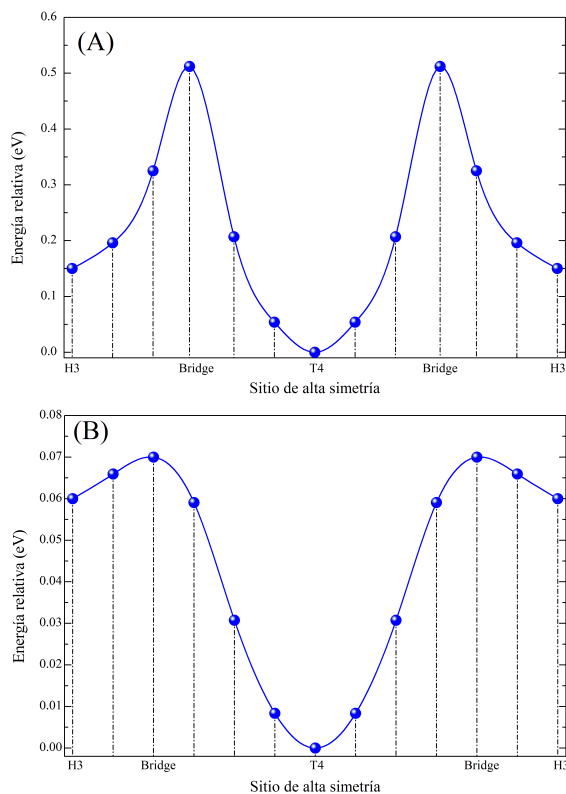 (A)
0.6
0.5
0.4
0.3
0.2
0.1
0.0
Energía relativa (eV)
H3 Bridge T4 Bridge H3
Sitio de alta simetría
(B)
0.08
0.07
0.06
0.05
0.04
0.03
0.02
0.01
0.00
Energía relativa (eV)
H3 Bridge T4 Bridge H3
Sitio de alta simetría